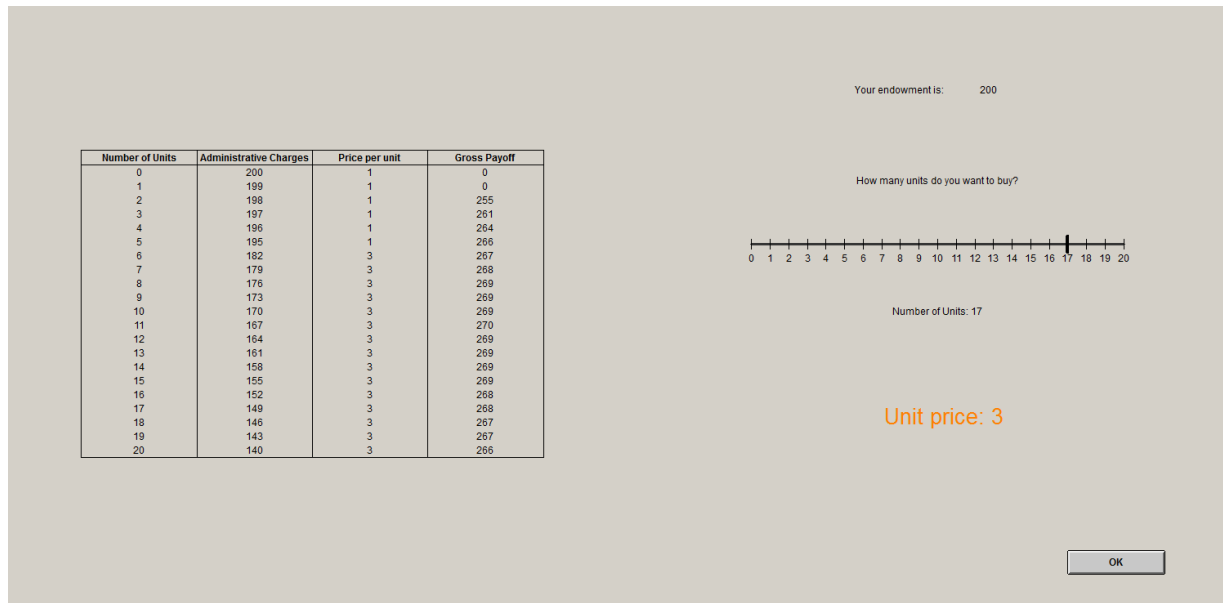 Your endowment is: 200
Number of Units Administrative Charges Price per unit Gross Payoff
0 200 1 0
1 199 1 0
2 198 1 255
3 197 1 261
4 196 1 264
5 195 1 266
6 182 3 267
7 179 3 268
8 176 3 269
9 173 3 269
10 170 3 269
11 167 3 270
12 164 3 269
13 161 3 269
14 158 3 269
15 155 3 269
16 152 3 268
17 149 3 268
18 146 3 267
19 143 3 267
20 140 3 266
How many units do you want to buy?
0 1 2 3 4 5 6 7 8 9 10 11 12 13 14 15 16 17 18 19 20
Number of Units: 17
Unit price: 3
OK